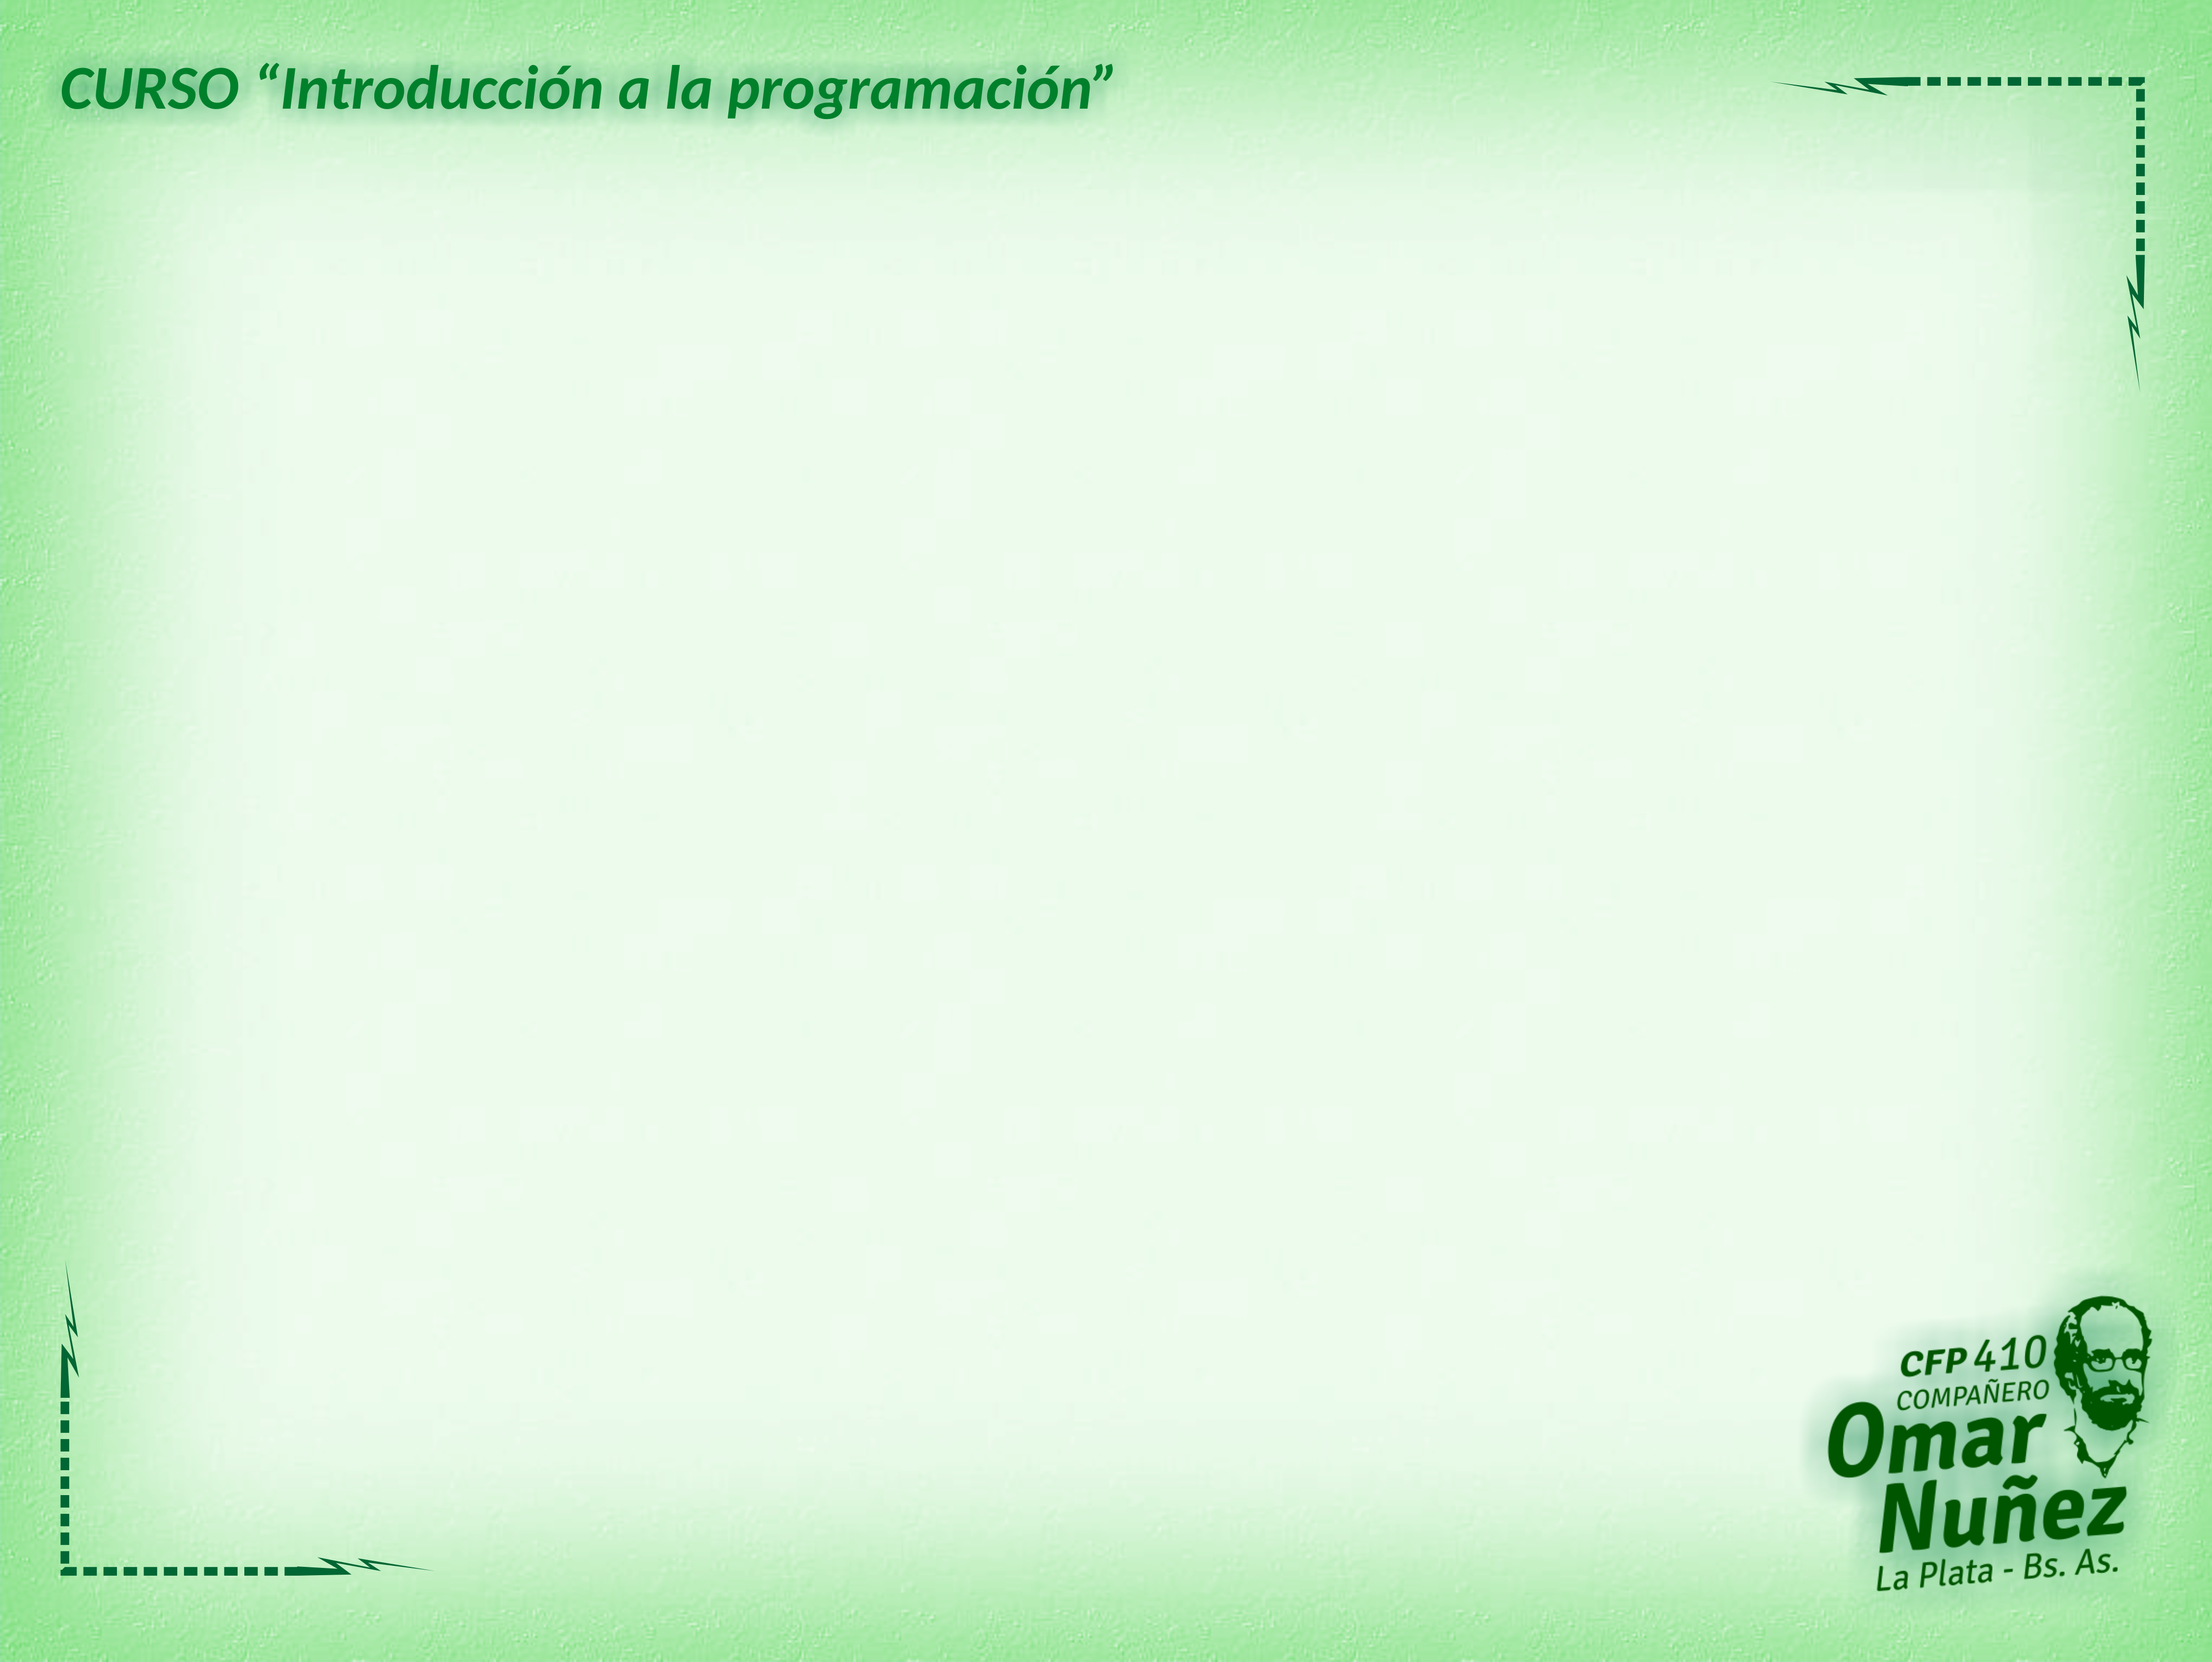 CURSO “Introducción a la programación”
CFP 410
COMPAÑERO
Omar
Nuñez
La Plata - Bs. As.